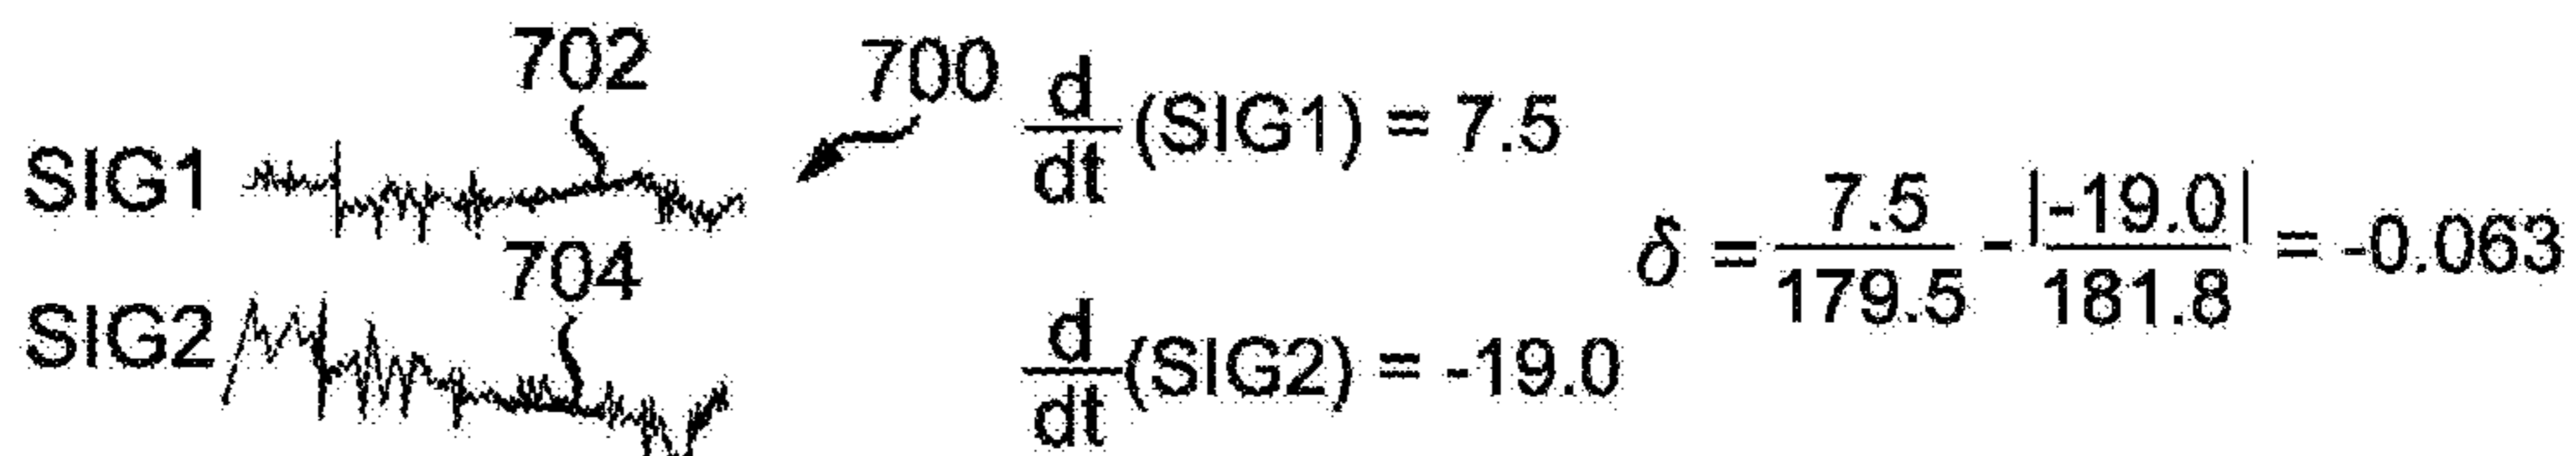 702
700
d/dt (SIG1) = 7.5
SIG1
δ = 7.5/179.5 - |-19.0|/181.8 = -0.063
704
SIG2
d/dt (SIG2) = -19.0